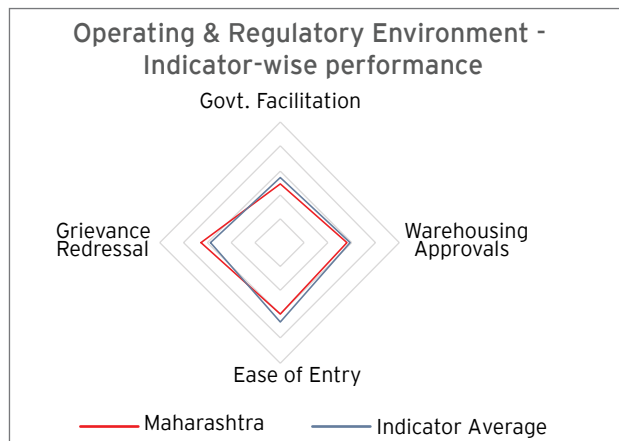 Operating & Regulatory Environment -
Indicator-wise performance
Govt. Facilitation
Grievance
Redressal
Warehousing
Approvals
Ease of Entry
Maharashtra
Indicator Average